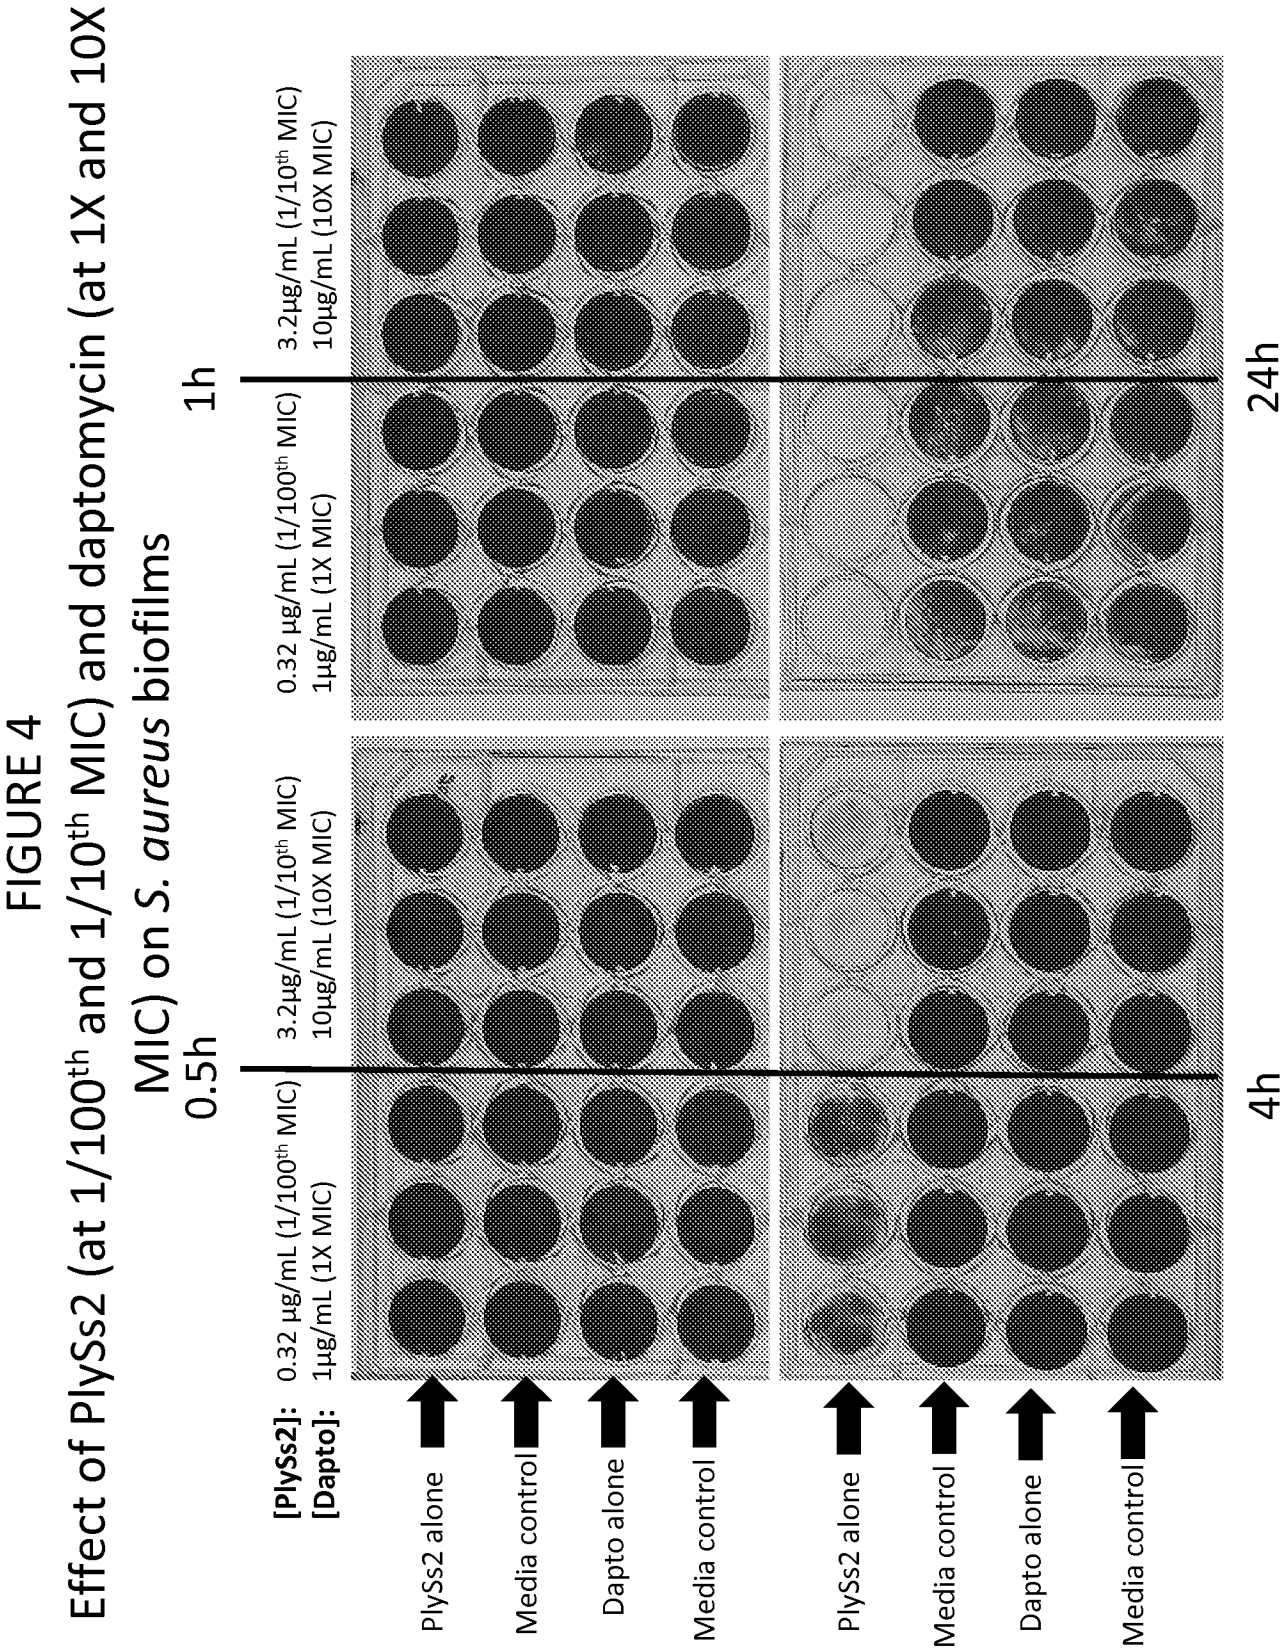 FIGURE 4
Effect of PlySs2 (at 1/100th and 1/10th MIC) and daptomycin (at 1X and 10X
MIC) on S. aureus biofilms
0.5h
1h
[PlySs2]: 0.32 µg/mL (1/100th MIC) 3.2µg/mL (1/10th MIC) 0.32 µg/mL (1/100th MIC) 3.2µg/mL (1/10th MIC)
[Dapto]: 1µg/mL (1X MIC) 10µg/mL (10X MIC) 1µg/mL (1X MIC) 10µg/mL (10X MIC)
PlySs2 alone
Media control
Dapto alone
Media control
PlySs2 alone
Media control
Dapto alone
Media control
4h
24h